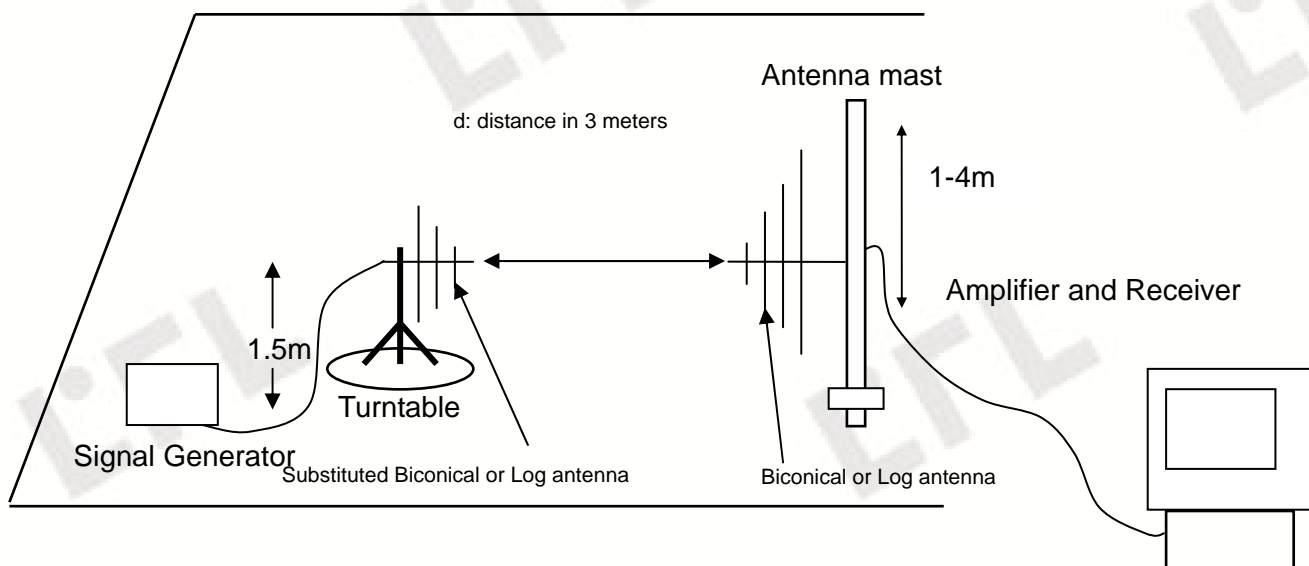 Antenna mast
d: distance in 3 meters
1-4m
Amplifier and Receiver
1.5m
Turntable
Signal Generator
Substituted Biconical or Log antenna
Biconical or Log antenna